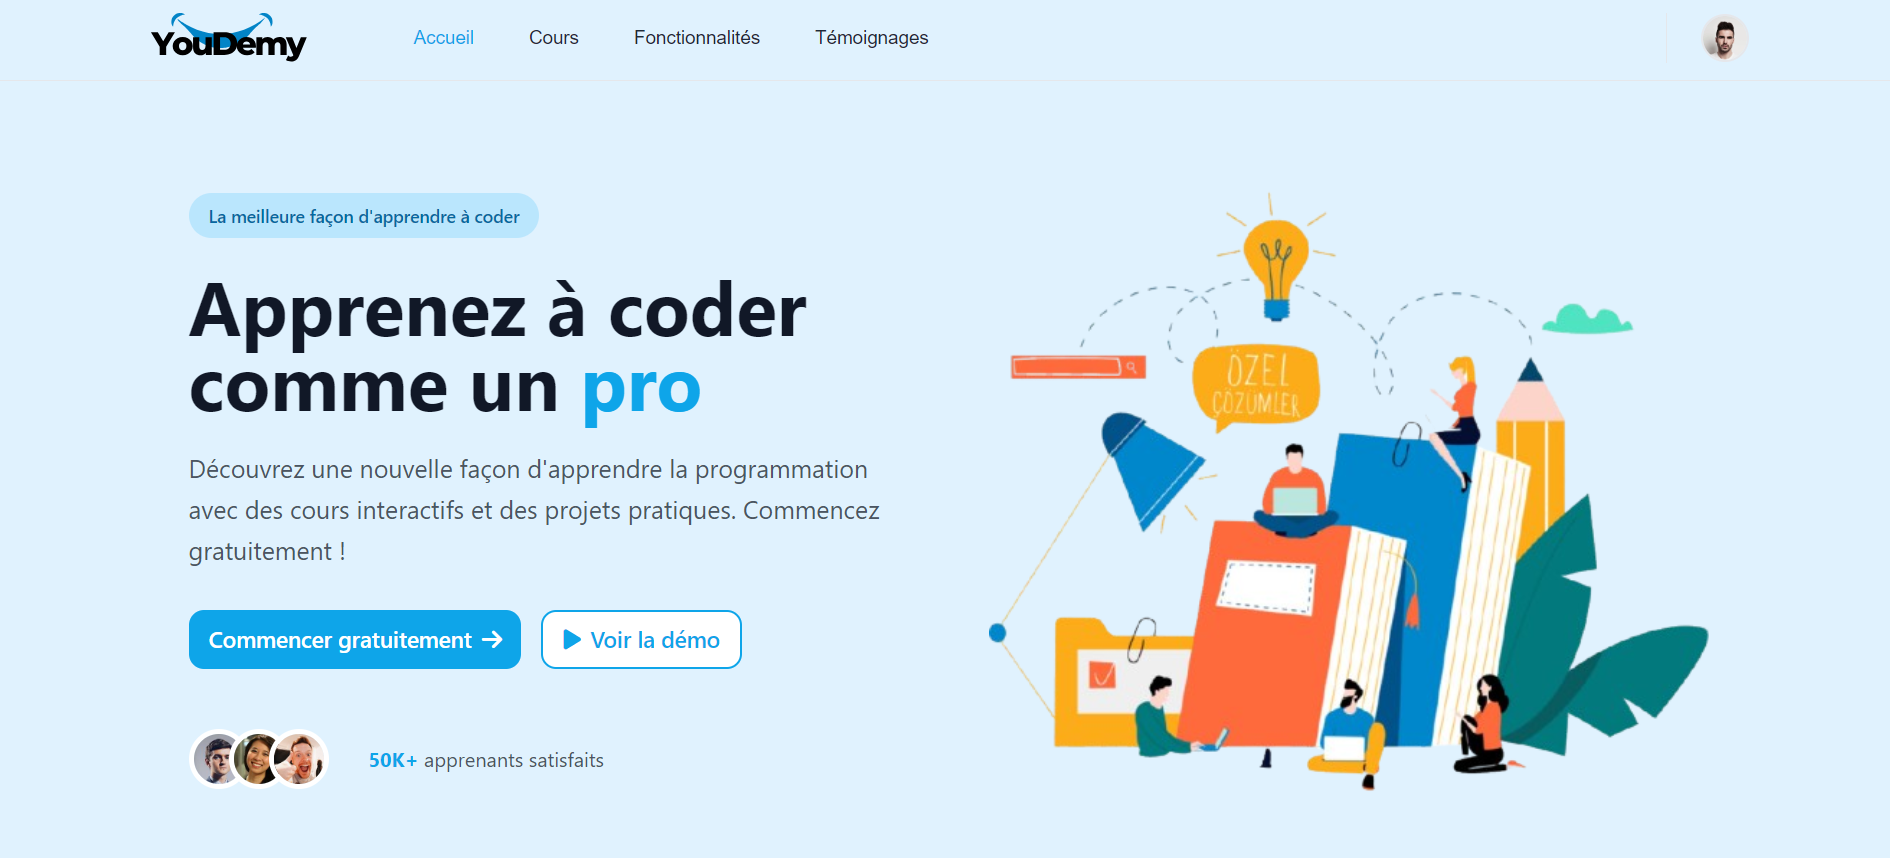 YouDemy
Accueil
Cours
Fonctionnalités
Témoignages
La meilleure façon d'apprendre à coder
Apprenez à coder
comme un pro
Découvrez une nouvelle façon d'apprendre la programmation
avec des cours interactifs et des projets pratiques. Commencez
gratuitement !
Commencer gratuitement →
Voir la démo
50K+ apprenants satisfaits
ÖZEL
ÇÖZÜMLER